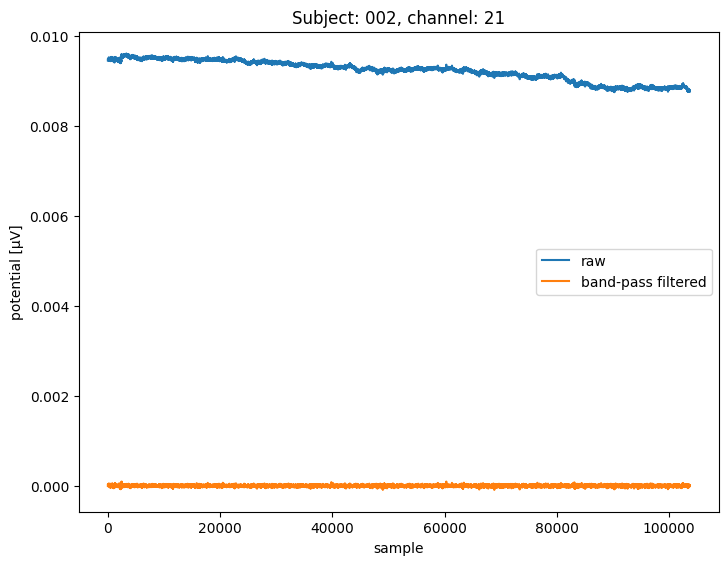 Subject: 002, channel: 21
0.010
0.008
0.006
0.004
0.002
0.000
potential [µV]
raw
band-pass filtered
0
20000
40000
60000
80000
100000
sample